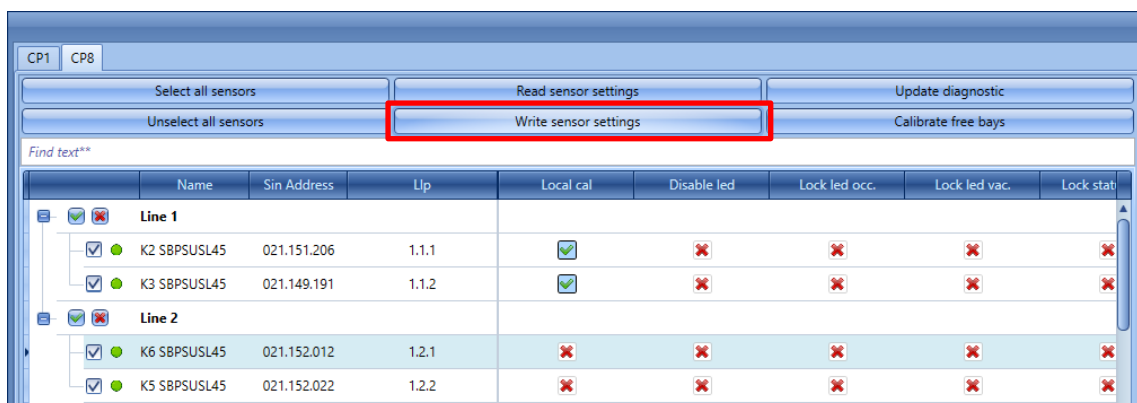 CP1 CP8
Select all sensors Read sensor settings Update diagnostic
Unselect all sensors Write sensor settings Calibrate free bays
Find text**
Name Sin Address Llp Local cal Disable led Lock led occ. Lock led vac. Lock stat
Line 1
K2 SBPSUSL45 021.151.206 1.1.1
K3 SBPSUSL45 021.149.191 1.1.2
Line 2
K6 SBPSUSL45 021.152.012 1.2.1
K5 SBPSUSL45 021.152.022 1.2.2